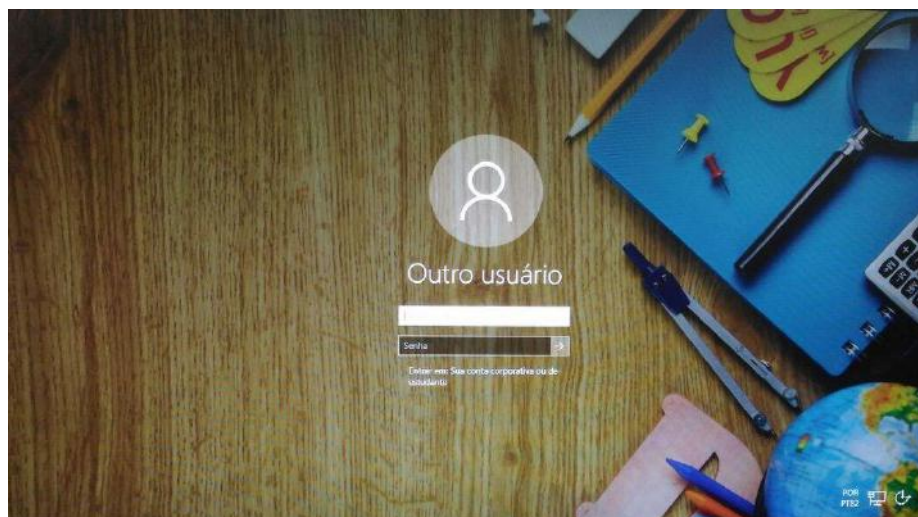 Outro usuário
Senha
Entrar em: Sua conta corporativa ou de
estudante
POR
PTB2